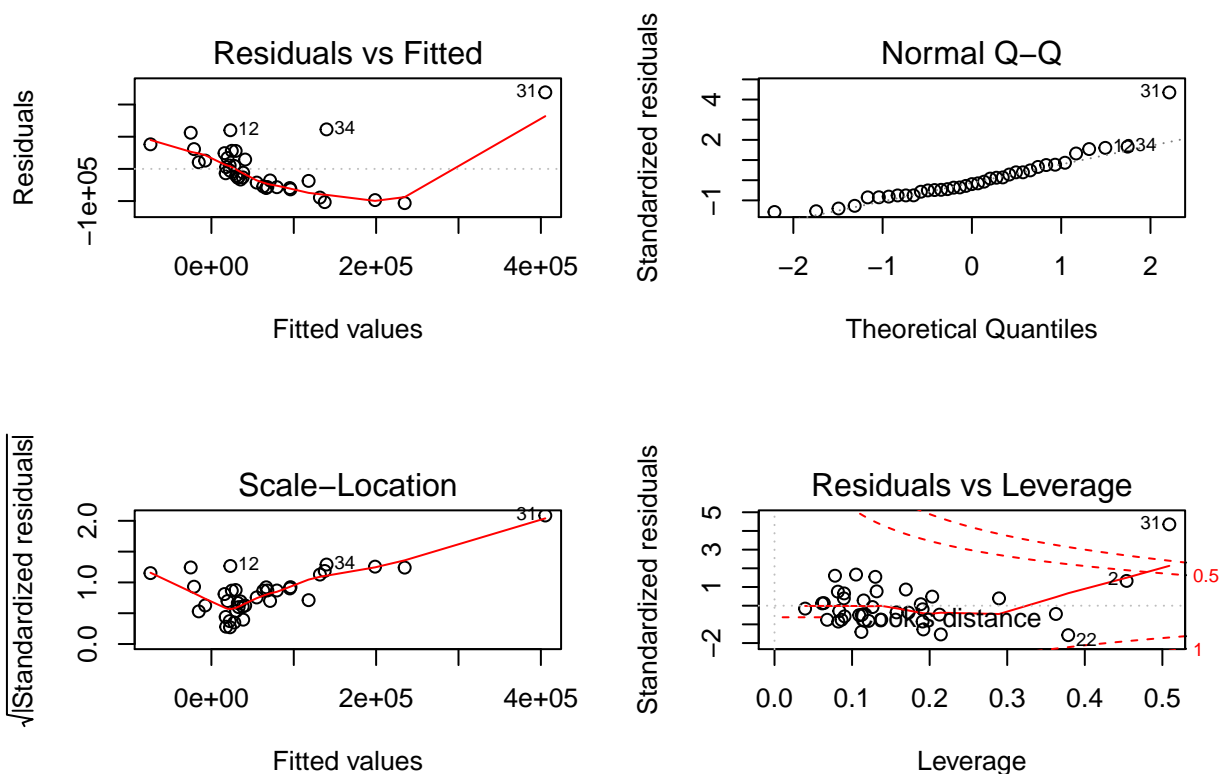 Residuals vs Fitted
Residuals
−1e+05
31
12
34
0e+00 2e+05 4e+05
Fitted values
Normal Q−Q
Standardized residuals
−1 2 4
31
1234
−2 −1 0 1 2
Theoretical Quantiles
Scale−Location
√|Standardized residuals|
0.0 1.0 2.0
31
12
34
0e+00 2e+05 4e+05
Fitted values
Residuals vs Leverage
Standardized residuals
−2 1 3 5
31
2
22
distance
0.5
1
0.0 0.1 0.2 0.3 0.4 0.5
Leverage